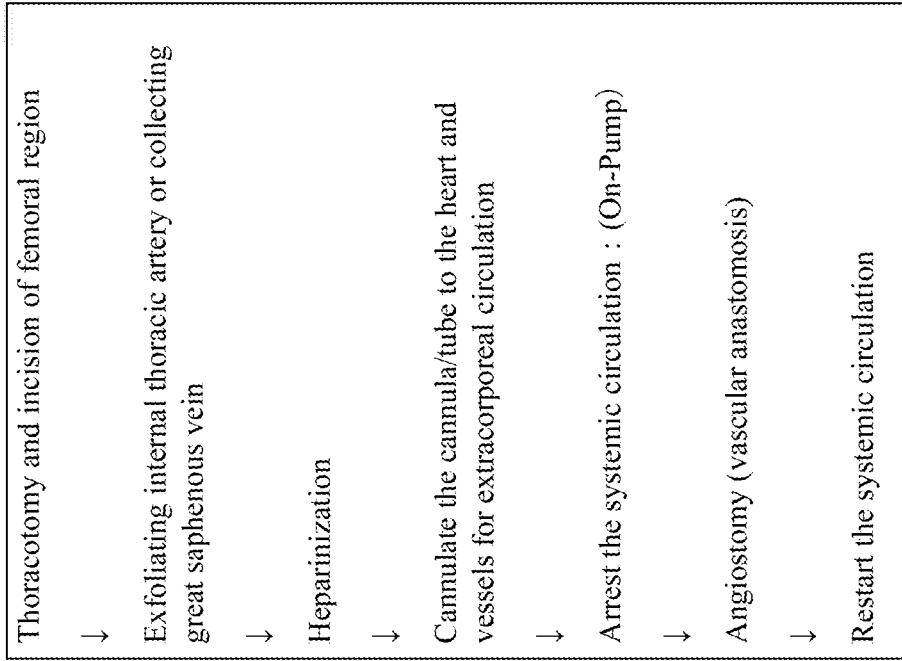 Thoracotomy and incision of femoral region
↓
Exfoliating internal thoracic artery or collecting
great saphenous vein
↓
Heparinization
↓
Cannulate the cannula/tube to the heart and
vessels for extracorporeal circulation
↓
Arrest the systemic circulation : (On-Pump)
↓
Angiostomy (vascular anastomosis)
↓
Restart the systemic circulation